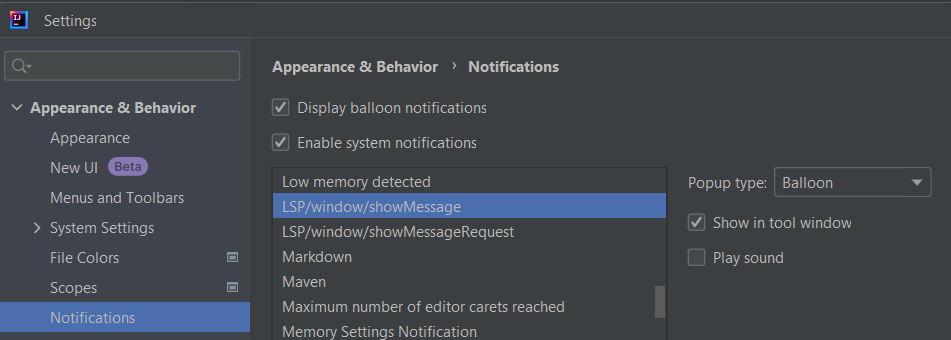 Settings
Appearance & Behavior
Appearance
New UI Beta
Menus and Toolbars
System Settings
File Colors
Scopes
Notifications
Appearance & Behavior › Notifications
Display balloon notifications
Enable system notifications
Low memory detected
LSP/window/showMessage
LSP/window/showMessageRequest
Markdown
Maven
Maximum number of editor carets reached
Memory Settings Notification
Popup type: Balloon
Show in tool window
Play sound